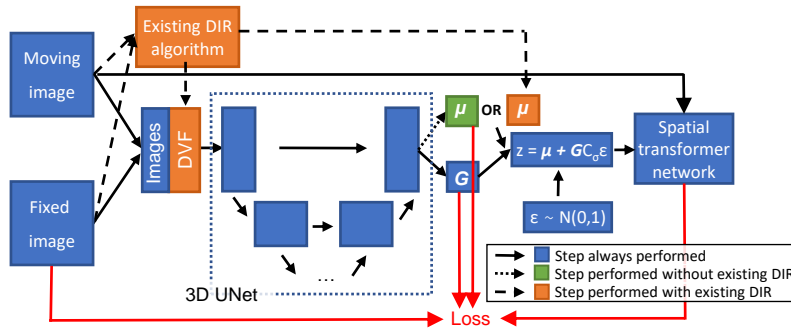 Existing DIR
algorithm
Moving
image
Images
DVF
μ
OR
μ
G
z = μ + GCσε
ε ~ N(0,1)
Spatial
transformer
network
Fixed
image
...
3D UNet
Loss
Step always performed
Step performed without existing DIR
Step performed with existing DIR